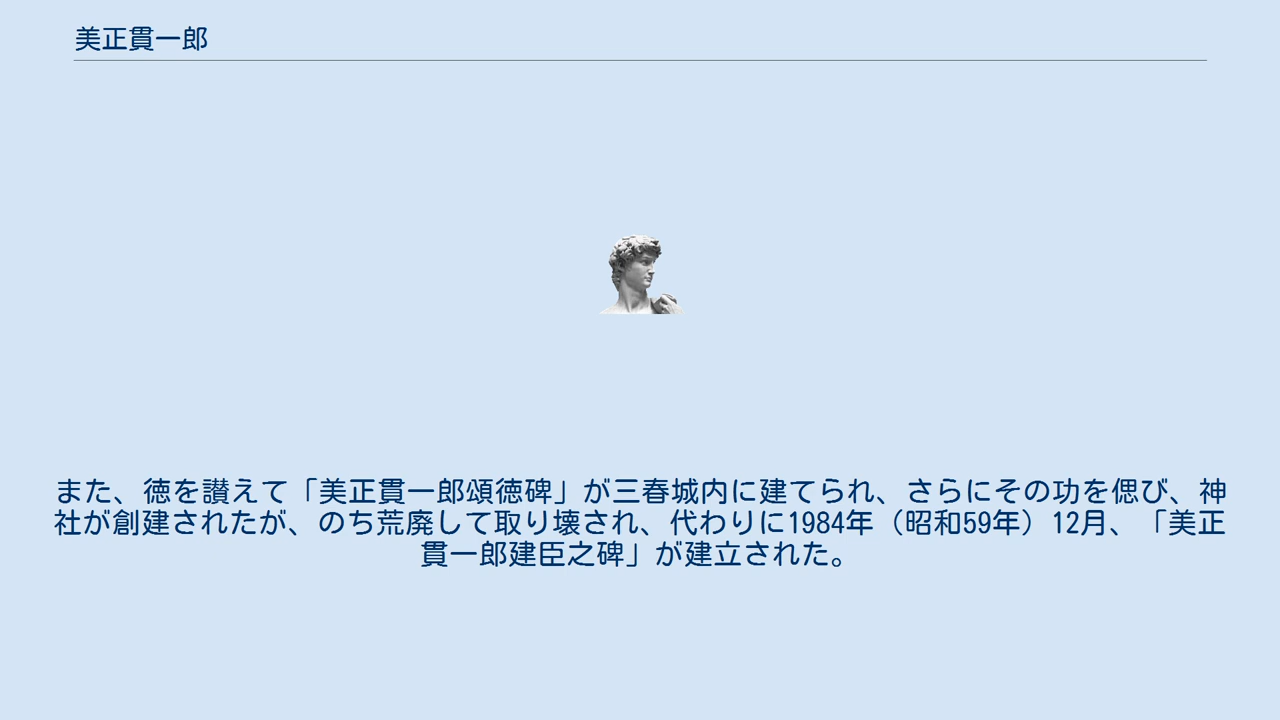 美正貫一郎
また、徳を讃えて「美正貫一郎頌徳碑」が三春城内に建てられ、さらにその功を偲び、神
社が創建されたが、のち荒廃して取り壊され、代わりに1984年（昭和59年）12月、「美正
貫一郎建臣之碑」が建立された。